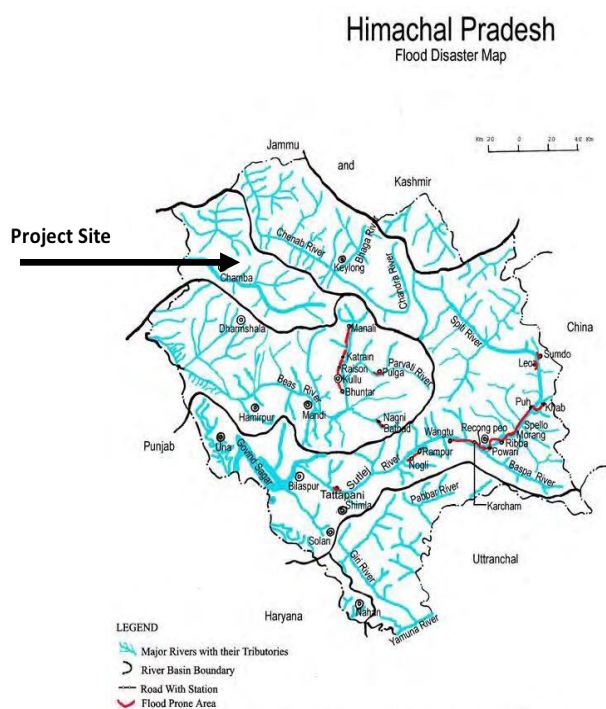 Himachal Pradesh
Flood Disaster Map
Km. 20 0 20 40 Km
Jammu
and
Kashmir
Project Site
Chenab River
Bhaga River
Keylong
Chandra River
Chamba
Dharmshala
Manali
Spiti River
China
Katrain
Raison
Kullu
Parvati River
Pulga
Sumdo
Leo
Beas River
Bhuntar
Hamirpur
Mandi
Nagni
Bathad
Puh
Khab
Spello
Morang
Recong peo
Ribba
Wangtu
Powari
Punjab
Una
Govind Sagar
Rampur
Nogli
Suttlej River
Baspa River
Bilaspur
Tattapani
Shimla
Pabbar River
Karcham
Solan
Uttranchal
Giri River
Haryana
Nahan
Yamuna River
LEGEND
Major Rivers with their Tributories
River Basin Boundary
Road With Station
Flood Prone Area